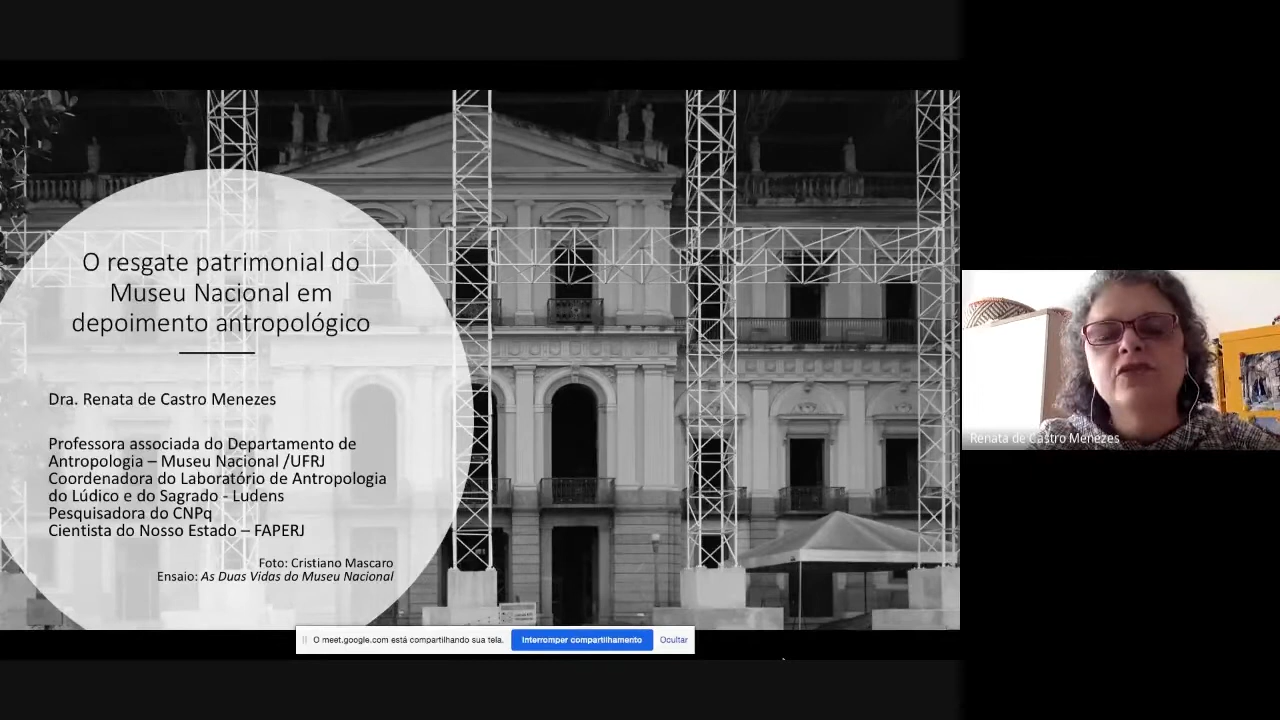 O resgate patrimonial do
Museu Nacional em
depoimento antropológico
Dra. Renata de Castro Menezes
Professora associada do Departamento de
Antropologia – Museu Nacional /UFRJ
Coordenadora do Laboratório de Antropologia
do Lúdico e do Sagrado - Ludens
Pesquisadora do CNPq
Cientista do Nosso Estado – FAPERJ
Foto: Cristiano Mascaro
Ensaio: As Duas Vidas do Museu Nacional
O meet.google.com está compartilhando sua tela.
Interromper compartilhamento
Ocultar
Renata de Castro Menezes